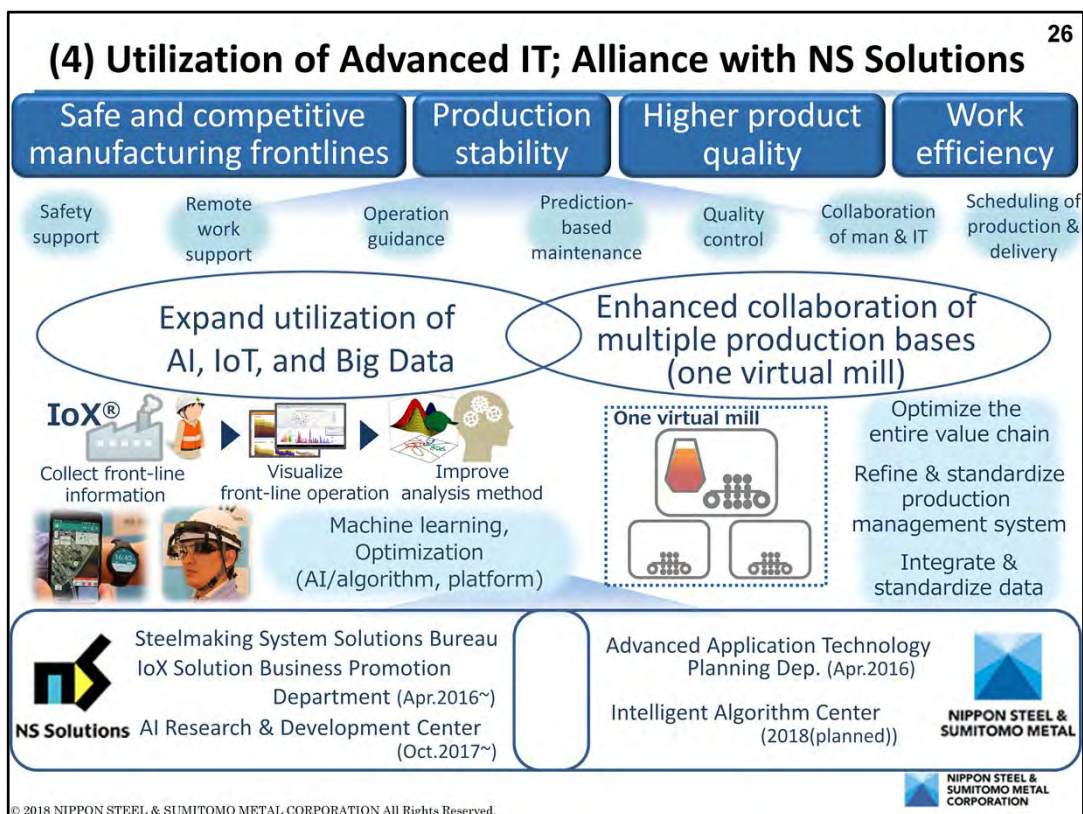 26
(4) Utilization of Advanced IT; Alliance with NS Solutions
Safe and competitive
manufacturing frontlines
Production
stability
Higher product
quality
Work
efficiency
Safety
support
Remote
work
support
Operation
guidance
Prediction-
based
maintenance
Quality
control
Collaboration
of man & IT
Scheduling of
production &
delivery
Expand utilization of
AI, IoT, and Big Data
Enhanced collaboration of
multiple production bases
(one virtual mill)
IoX®
Collect front-line
information
Visualize
front-line operation
Improve
analysis method
Machine learning,
Optimization
(AI/algorithm, platform)
One virtual mill
Optimize the
entire value chain
Refine & standardize
production
management system
Integrate &
standardize data
NS Solutions
Steelmaking System Solutions Bureau
IoX Solution Business Promotion
Department (Apr.2016~)
AI Research & Development Center
(Oct.2017~)
Advanced Application Technology
Planning Dep. (Apr.2016)
Intelligent Algorithm Center
(2018(planned))
NIPPON STEEL &
SUMITOMO METAL
NIPPON STEEL &
SUMITOMO METAL
CORPORATION
© 2018 NIPPON STEEL & SUMITOMO METAL CORPORATION All Rights Reserved.